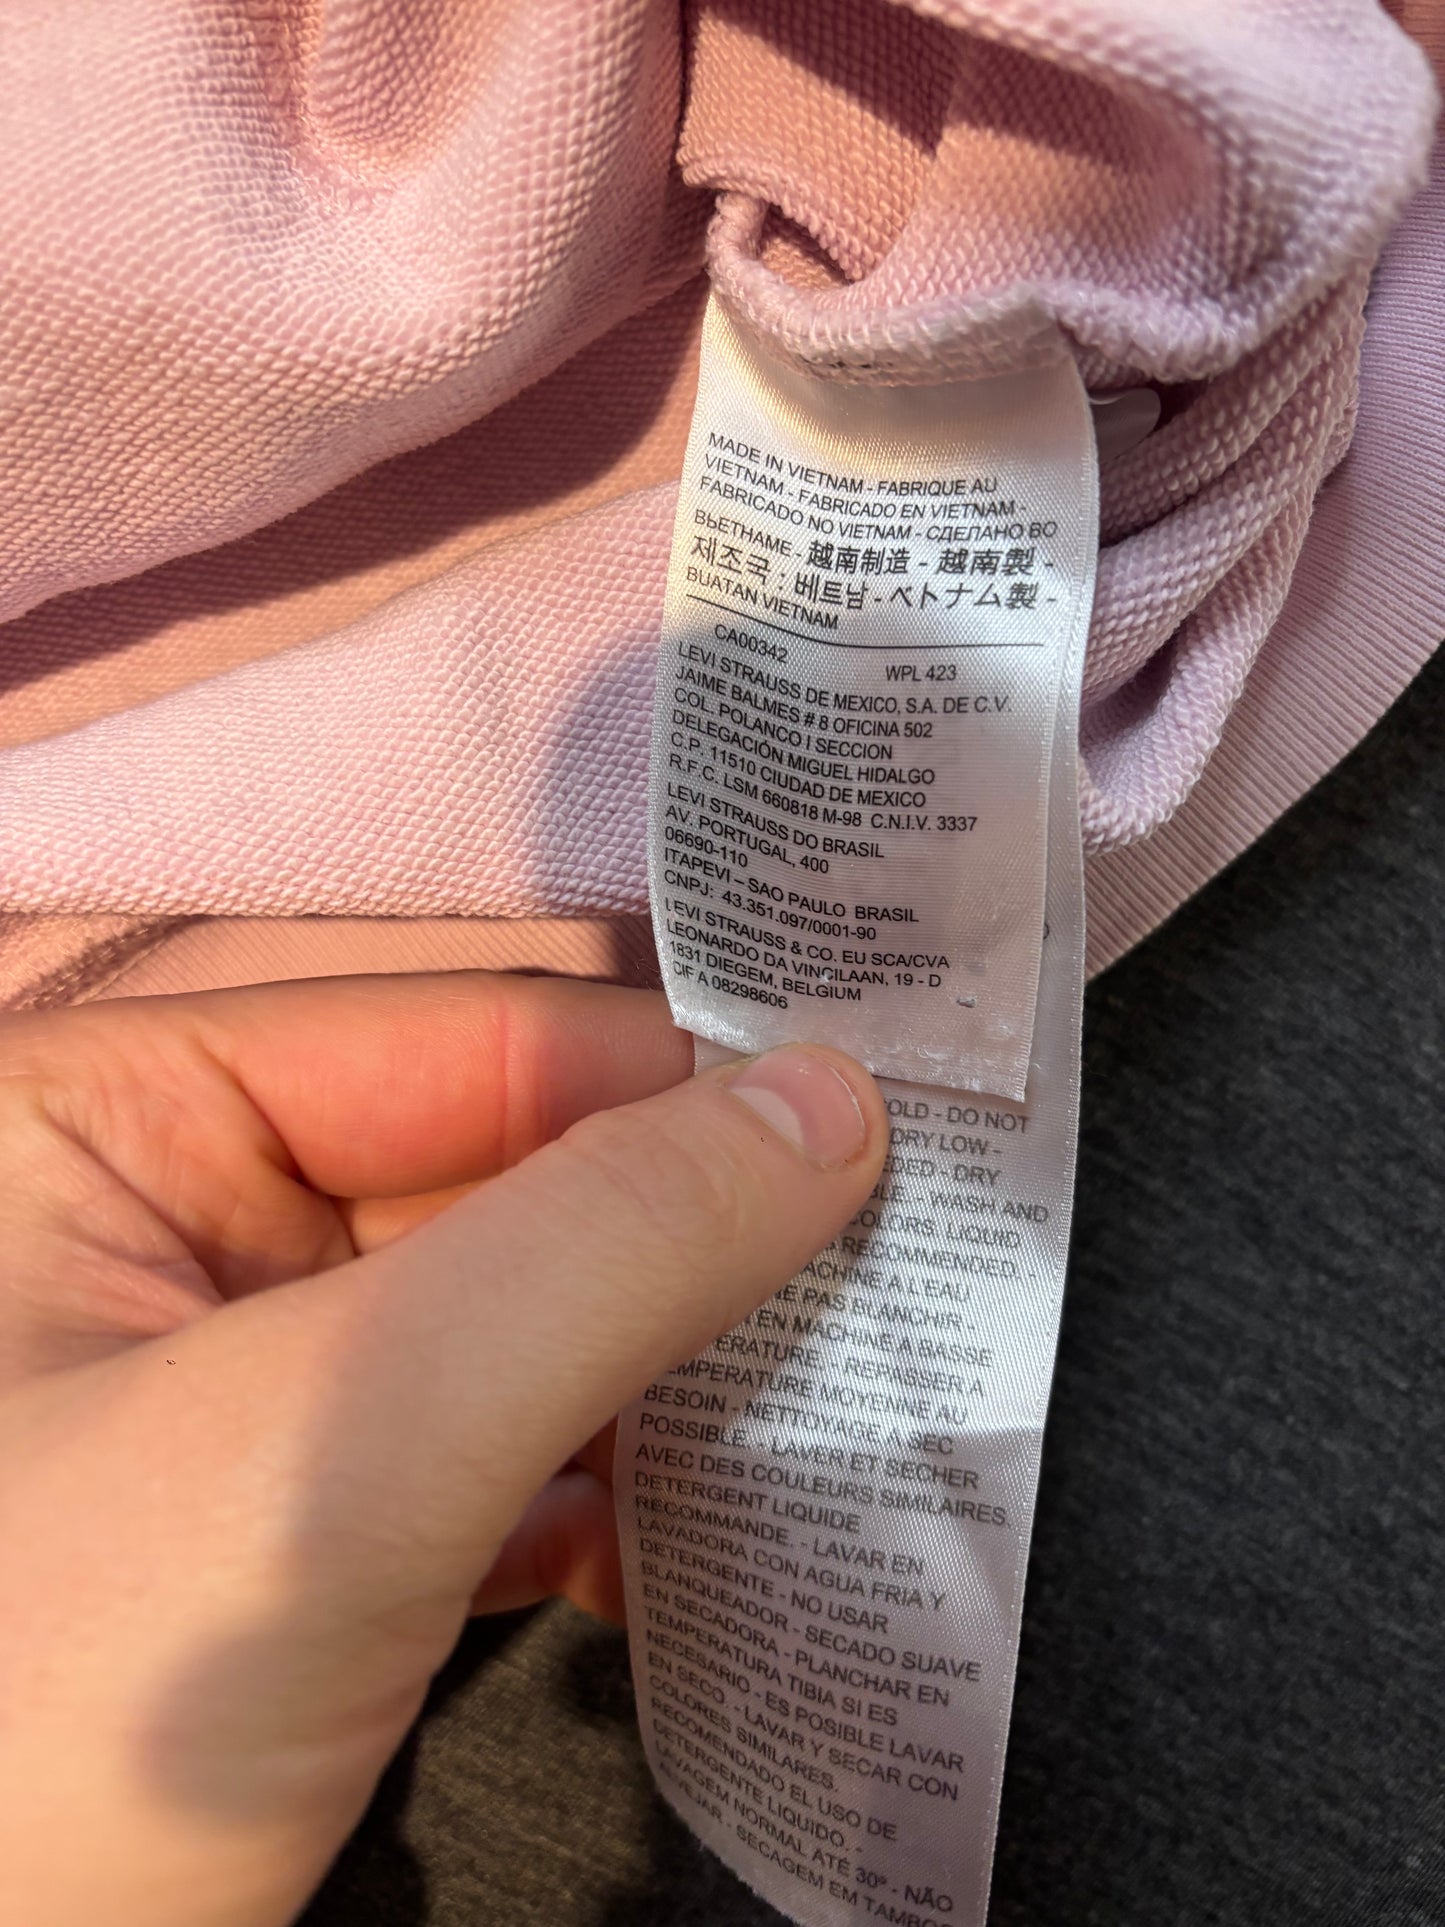 MADE IN VIETNAM - FABRIQUE AU
VIETNAM - FABRICADO EN VIETNAM -
FABRICADO NO VIETNAM - СДЕЛАНО ВО
ВЬЕТНАМЕ - 越南制造 - 越南製 -
제조국 : 베트남 - ベトナム製 -
BUATAN VIETNAM
CA00342 WPL 423
LEVI STRAUSS DE MEXICO, S.A. DE C.V.
JAIME BALMES # 8 OFICINA 502
COL. POLANCO I SECCION
DELEGACIÓN MIGUEL HIDALGO
C.P. 11510 CIUDAD DE MEXICO
R.F.C. LSM 660818 M-98 C.N.I.V. 3337
LEVI STRAUSS DO BRASIL
AV. PORTUGAL, 400
06690-110
ITAPEVI – SAO PAULO BRASIL
CNPJ: 43.351.097/0001-90
LEVI STRAUSS & CO. EU SCA/CVA
LEONARDO DA VINCILAAN, 19 - D
1831 DIEGEM, BELGIUM
CIF A 08298606
OLD - DO NOT
DRY LOW -
DED - DRY
BLE. - WASH AND
COLORS. LIQUID
RECOMMENDED. -
ACHINE A L'EAU
NE PAS BLANCHIR -
EN MACHINE A BASSE
ERATURE. - REPASSER A
EMPERATURE MOYENNE AU
BESOIN - NETTOYAGE A SEC
POSSIBLE. - LAVER ET SECHER
AVEC DES COULEURS SIMILAIRES.
DETERGENT LIQUIDE
RECOMMANDE. - LAVAR EN
LAVADORA CON AGUA FRIA Y
DETERGENTE - NO USAR
BLANQUEADOR - SECADO SUAVE
EN SECADORA - PLANCHAR EN
TEMPERATURA TIBIA SI ES
NECESARIO - ES POSIBLE LAVAR
EN SECO. - LAVAR Y SECAR CON
COLORES SIMILARES.
RECOMENDADO EL USO DE
DETERGENTE LIQUIDO. -
LAVAGEM NORMAL ATÉ 30º - NÃO
ALVEJAR - SECAGEM EM TAMBOR